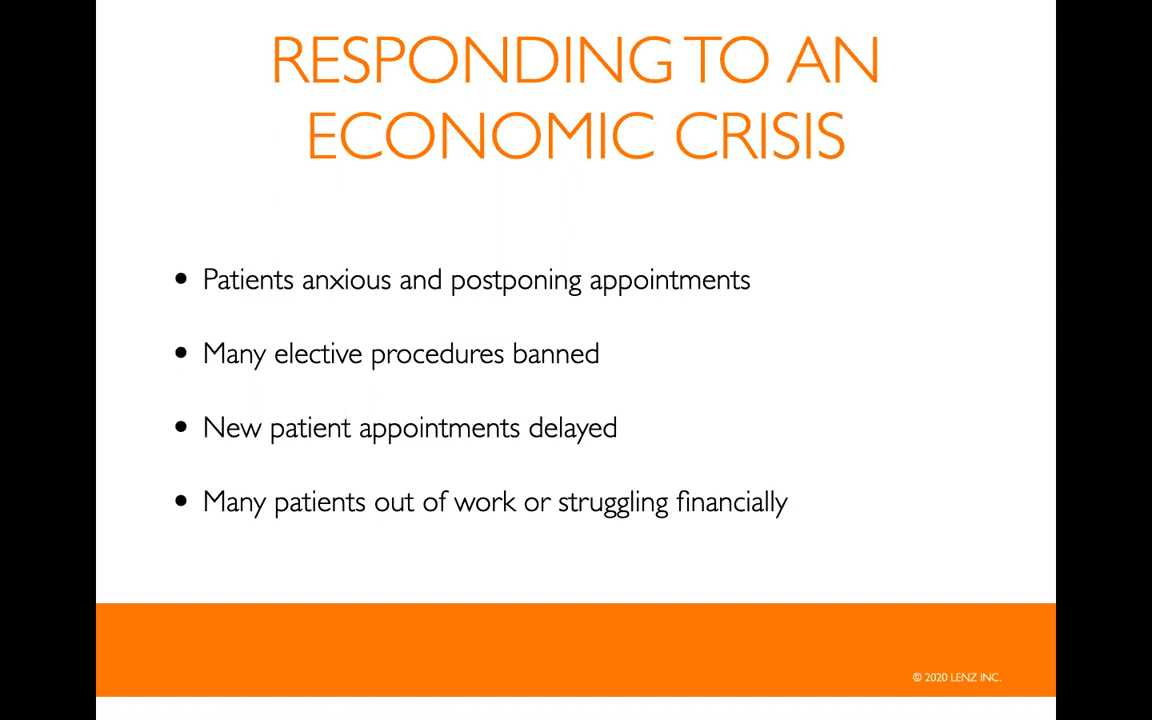 RESPONDING TO AN
ECONOMIC CRISIS
• Patients anxious and postponing appointments
• Many elective procedures banned
• New patient appointments delayed
• Many patients out of work or struggling financially
© 2020 LENZ INC.